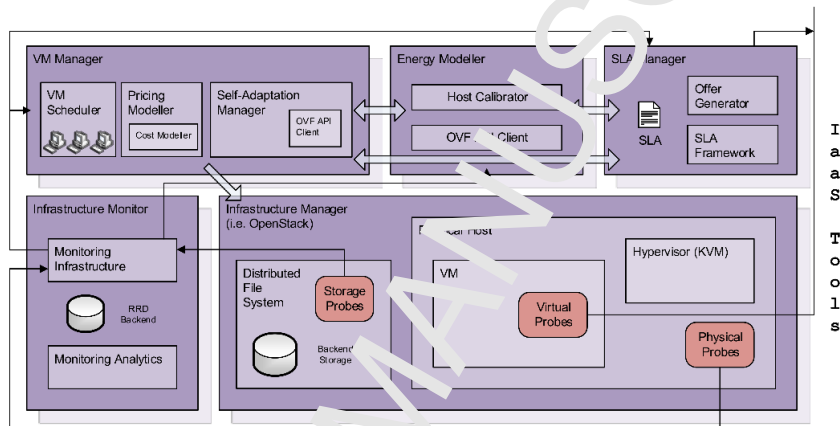 VM Manager
VM
Scheduler
Pricing
Modeller
Cost Modeller
Self-Adaptation
Manager
OVF API
Client
Energy Modeller
Host Calibrator
OVF Client
Manager
SLA
Offer
Generator
SLA
Framework
Infrastructure Monitor
Monitoring
Infrastructure
RRD
Backend
Monitoring Analytics
Infrastructure Manager
(i.e. OpenStack)
Distributed
File
System
Storage
Probes
Backend
Storage
Host
VM
Virtual
Probes
Hypervisor (KVM)
Physical
Probes
I
a
a
S
T
o
o
l
s
MANUSC